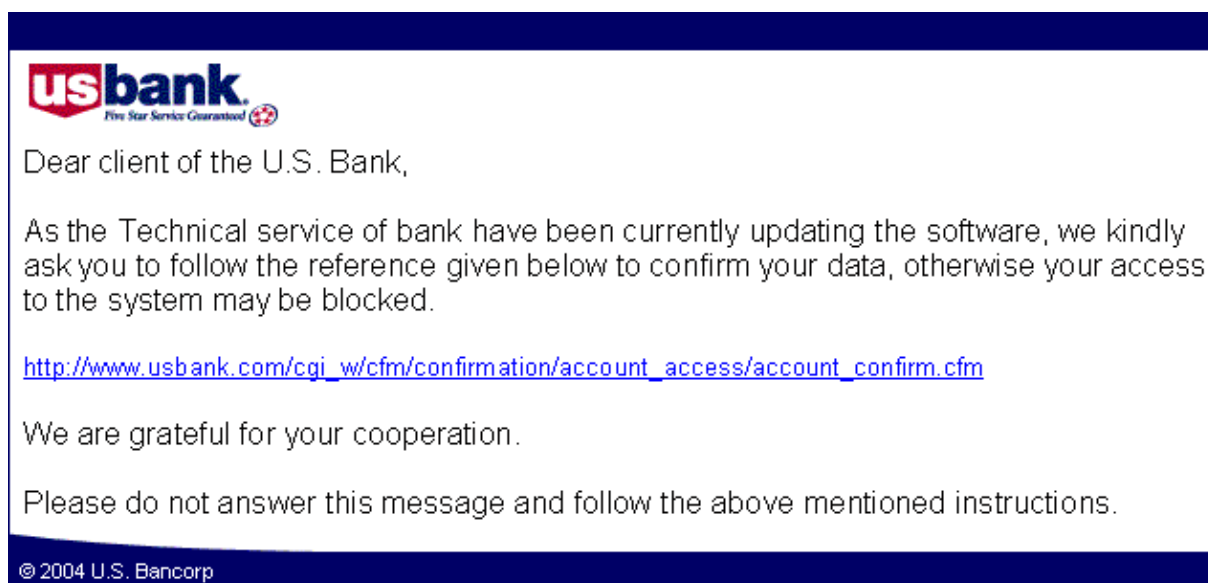 usbank.
Five Star Service Guaranteed
Dear client of the U.S. Bank,
As the Technical service of bank have been currently updating the software, we kindly
ask you to follow the reference given below to confirm your data, otherwise your access
to the system may be blocked.
http://www.usbank.com/cgi_w/cfm/confirmation/account_access/account_confirm.cfm
We are grateful for your cooperation.
Please do not answer this message and follow the above mentioned instructions.
© 2004 U.S. Bancorp